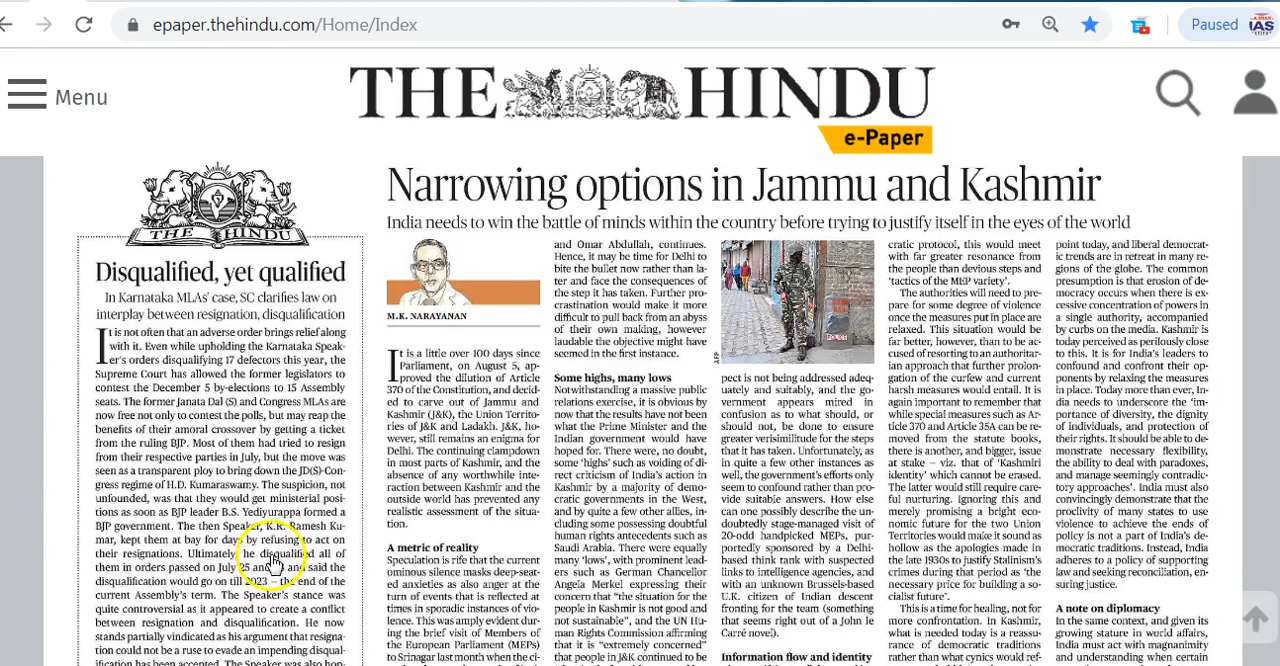 epaper.thehindu.com/Home/Index
Paused
IAS
Menu
THE HINDU
e-Paper
THE HINDU
Disqualified, yet qualified
In Karnataka MLAs' case, SC clarifies law on
interplay between resignation, disqualification
It is not often that an adverse order brings relief along
with it. Even while upholding the Karnataka Speak-
er's orders disqualifying 17 defectors this year, the
Supreme Court has allowed the former legislators to
contest the December 5 by-elections to 15 Assembly
seats. The former Janata Dal (S) and Congress MLAs are
now free not only to contest the polls, but may reap the
benefits of their amoral crossover by getting a ticket
from the ruling BJP. Most of them had tried to resign
from their respective parties in July, but the move was
seen as a transparent ploy to bring down the JD(S)-Con-
gress regime of H.D. Kumaraswamy. The suspicion, not
unfounded, was that they would get ministerial posi-
tions as soon as BJP leader B.S. Yediyurappa formed a
BJP government. The then Speaker, K.R. Ramesh Ku-
mar, kept them at bay for days by refusing to act on
their resignations. Ultimately, he disqualified all of
them in orders passed on July 25 and said the
disqualification would go on till 2023 – the end of the
current Assembly's term. The Speaker's stance was
quite controversial as it appeared to create a conflict
between resignation and disqualification. He now
stands partially vindicated as his argument that resigna-
tion could not be a ruse to evade an impending disqual-
ification has been accepted. The Speaker was also hop-
Narrowing options in Jammu and Kashmir
India needs to win the battle of minds within the country before trying to justify itself in the eyes of the world
M.K. NARAYANAN
It is a little over 100 days since
Parliament, on August 5, ap-
proved the dilution of Article
370 of the Constitution, and decid-
ed to carve out of Jammu and
Kashmir (J&K), the Union Territo-
ries of J&K and Ladakh. J&K, ho-
wever, still remains an enigma for
Delhi. The continuing clampdown
in most parts of Kashmir, and the
absence of any worthwhile inte-
raction between Kashmir and the
outside world has prevented any
realistic assessment of the situa-
tion.
A metric of reality
Speculation is rife that the current
ominous silence masks deep-seat-
ed anxieties as also anger at the
turn of events that is reflected at
times in sporadic instances of vio-
lence. This was amply evident dur-
ing the brief visit of Members of
the European Parliament (MEPs)
to Srinagar last month when the ci-
and Omar Abdullah, continues.
Hence, it may be time for Delhi to
bite the bullet now rather than la-
ter and face the consequences of
the step it has taken. Further pro-
crastination would make it more
difficult to pull back from an abyss
of their own making, however
laudable the objective might have
seemed in the first instance.
Some highs, many lows
Notwithstanding a massive public
relations exercise, it is obvious by
now that the results have not been
what the Prime Minister and the
Indian government would have
hoped for. There were, no doubt,
some 'highs' such as voiding of di-
rect criticism of India's action in
Kashmir by a majority of demo-
cratic governments in the West,
and by quite a few other allies, in-
cluding some possessing doubtful
human rights antecedents such as
Saudi Arabia. There were equally
many 'lows', with prominent lead-
ers such as German Chancellor
Angela Merkel expressing their
concern that "the situation for the
people in Kashmir is not good and
not sustainable", and the UN Hu-
man Rights Commission affirming
that it is "extremely concerned"
that people in J&K continued to be
POLICE
AFP
pect is not being addressed adeq-
uately and suitably, and the go-
vernment appears mired in
confusion as to what should, or
should not, be done to ensure
greater verisimilitude for the steps
that it has taken. Unfortunately, as
in quite a few other instances as
well, the government's efforts only
seem to confound rather than pro-
vide suitable answers. How else
can one possibly describe the un-
doubtedly stage-managed visit of
20-odd handpicked MEPs, pur-
portedly sponsored by a Delhi-
based think tank with suspected
links to intelligence agencies, and
with an unknown Brussels-based
U.K. citizen of Indian descent
fronting for the team (something
that seems right out of a John le
Carré novel).
Information flow and identity
cratic protocol, this would meet
with far greater resonance from
the people than devious steps and
'tactics of the MEP variety'.
The authorities will need to pre-
pare for some degree of violence
once the measures put in place are
relaxed. This situation would be
far better, however, than to be ac-
cused of resorting to an authoritar-
ian approach that further prolon-
gation of the curfew and current
harsh measures would entail. It is
again important to remember that
while special measures such as Ar-
ticle 370 and Article 35A can be re-
moved from the statute books,
there is another, and bigger, issue
at stake – viz. that of 'Kashmiri
identity' which cannot be erased.
The latter would still require care-
ful nurturing. Ignoring this and
merely promising a bright eco-
nomic future for the two Union
Territories would make it sound as
hollow as the apologies made in
the late 1930s to justify Stalinism's
crimes during that period as 'the
necessary price for building a so-
cialist future'.
This is a time for healing, not for
more confrontation. In Kashmir,
what is needed today is a reassu-
rance of democratic traditions
rather than what cynics would ref-
point today, and liberal democrat-
ic trends are in retreat in many re-
gions of the globe. The common
presumption is that erosion of de-
mocracy occurs when there is ex-
cessive concentration of powers in
a single authority, accompanied
by curbs on the media. Kashmir is
today perceived as perilously close
to this. It is for India's leaders to
confound and confront their op-
ponents by relaxing the measures
in place. Today more than ever, In-
dia needs to underscore the 'im-
portance of diversity, the dignity
of individuals, and protection of
their rights. It should be able to de-
monstrate necessary flexibility,
the ability to deal with paradoxes,
and manage seemingly contradic-
tory approaches'. India must also
convincingly demonstrate that the
proclivity of many states to use
violence to achieve the ends of
policy is not a part of India's de-
mocratic traditions. Instead, India
adheres to a policy of supporting
law and seeking reconciliation, en-
suring justice.
A note on diplomacy
In the same context, and given its
growing stature in world affairs,
India must act with magnanimity
and understanding when certain